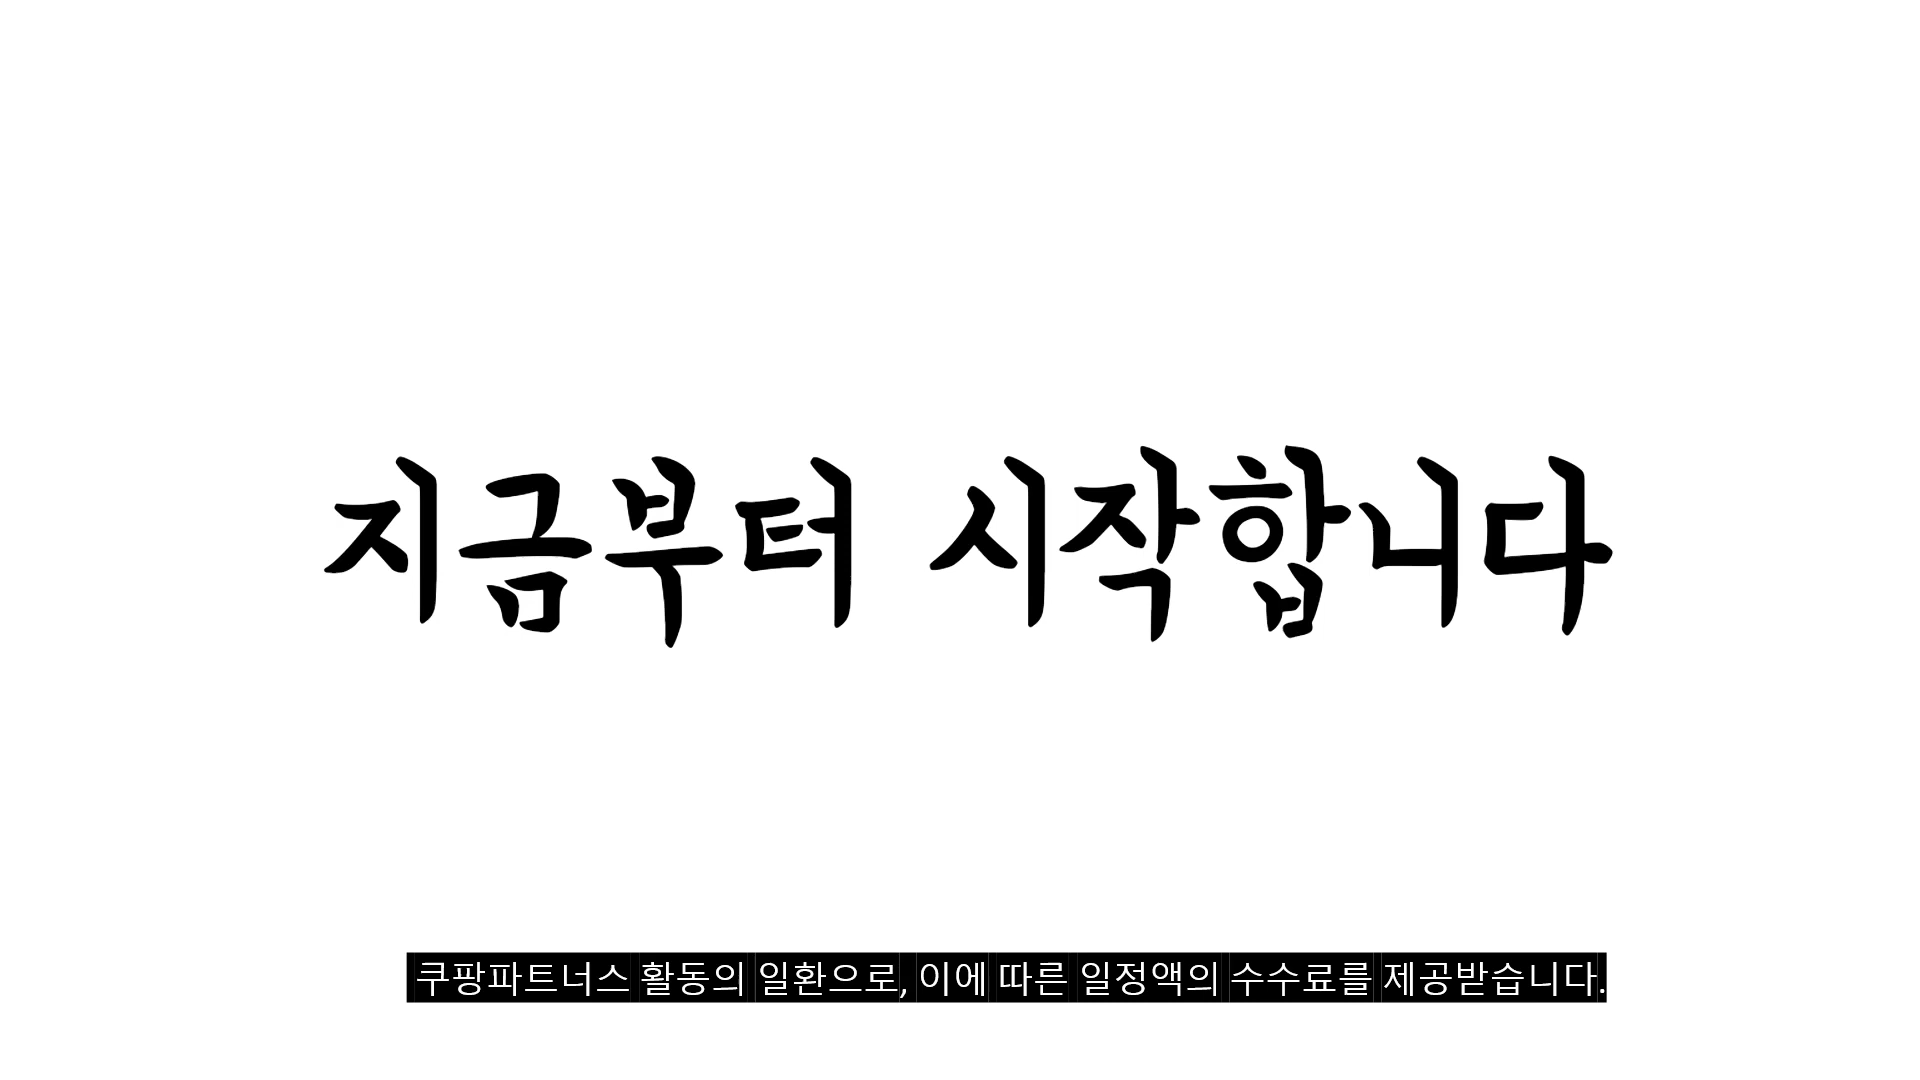 지금부터 시작합니다
쿠팡파트너스 활동의 일환으로, 이에 따른 일정액의 수수료를 제공받습니다.